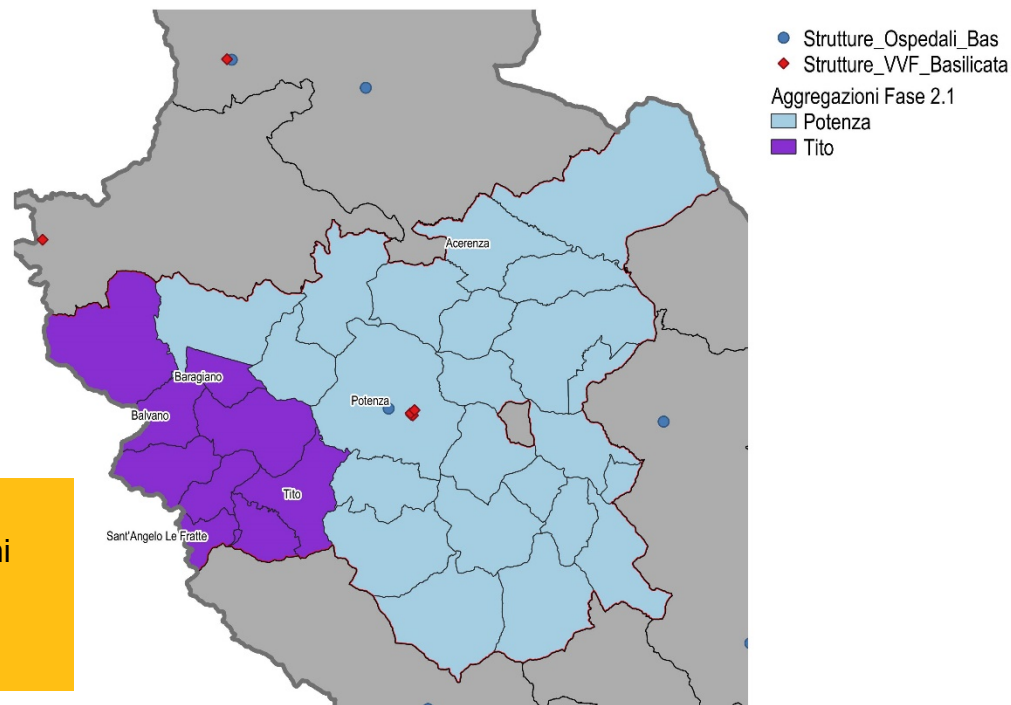 Strutture_Ospedali_Bas
Strutture_VVF_Basilicata
Aggregazioni Fase 2.1
Potenza
Tito
Acerenza
Baragiano
Potenza
Balvano
Tito
Sant'Angelo Le Fratte